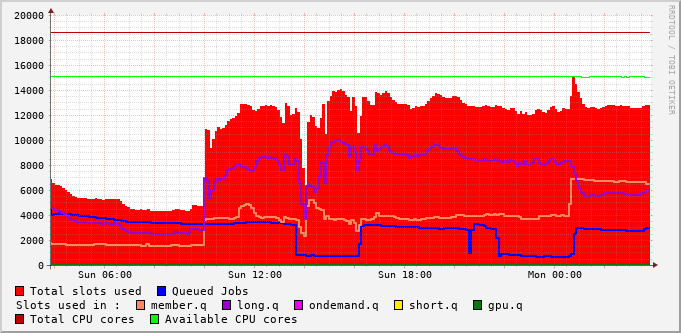 20000
18000
16000
14000
12000
10000
8000
6000
4000
2000
0
Sun 06:00 Sun 12:00 Sun 18:00 Mon 00:00
RRDTOOL / TOBI OETIKER
Total slots used Queued Jobs
Slots used in : member.q long.q ondemand.q short.q gpu.q
Total CPU cores Available CPU cores